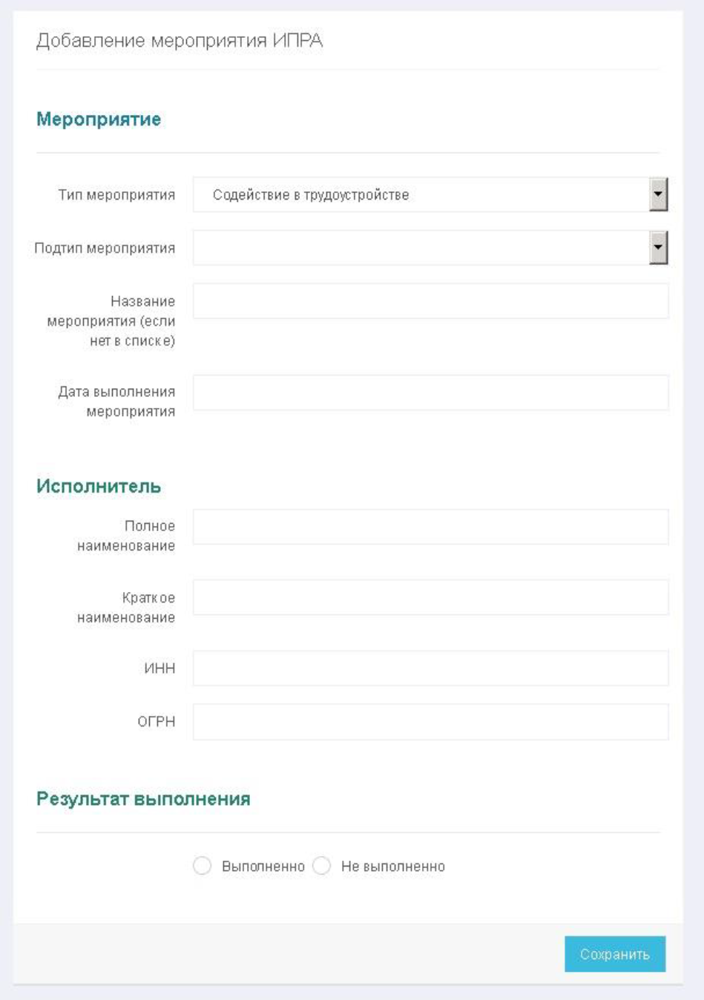 Добавление мероприятия ИПРА
Мероприятие
Тип мероприятия
Содействие в трудоустройстве
Подтип мероприятия
Название
мероприятия (если
нет в списке)
Дата выполнения
мероприятия
Исполнитель
Полное
наименование
Краткое
наименование
ИНН
ОГРН
Результат выполнения
Выполненно
Не выполненно
Сохранить